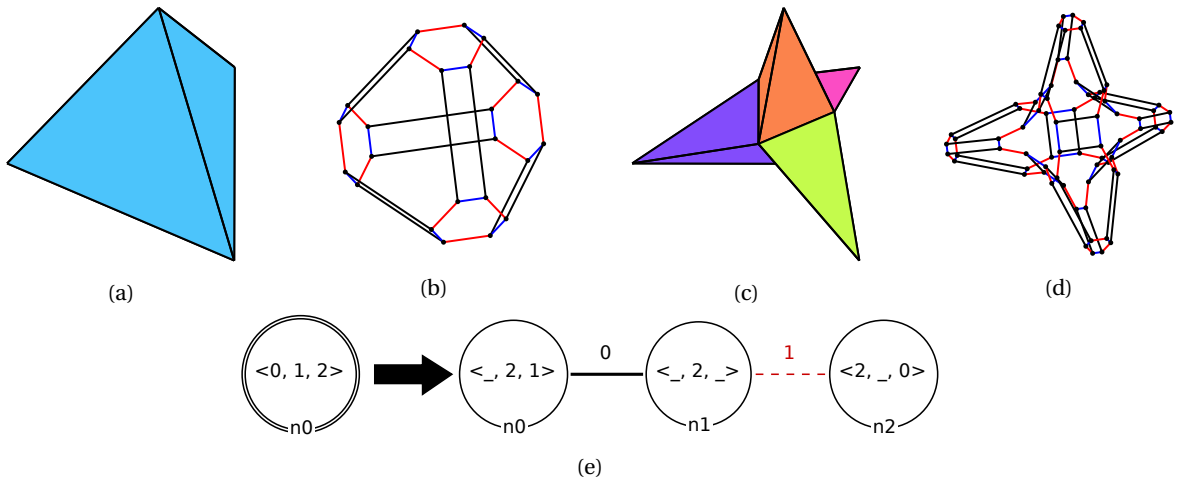 (a)
(b)
(c)
(d)
<0, 1, 2>
n0
<_, 2, 1>
n0
0
<_, 2, _>
n1
1
<2, _, 0>
n2
(e)